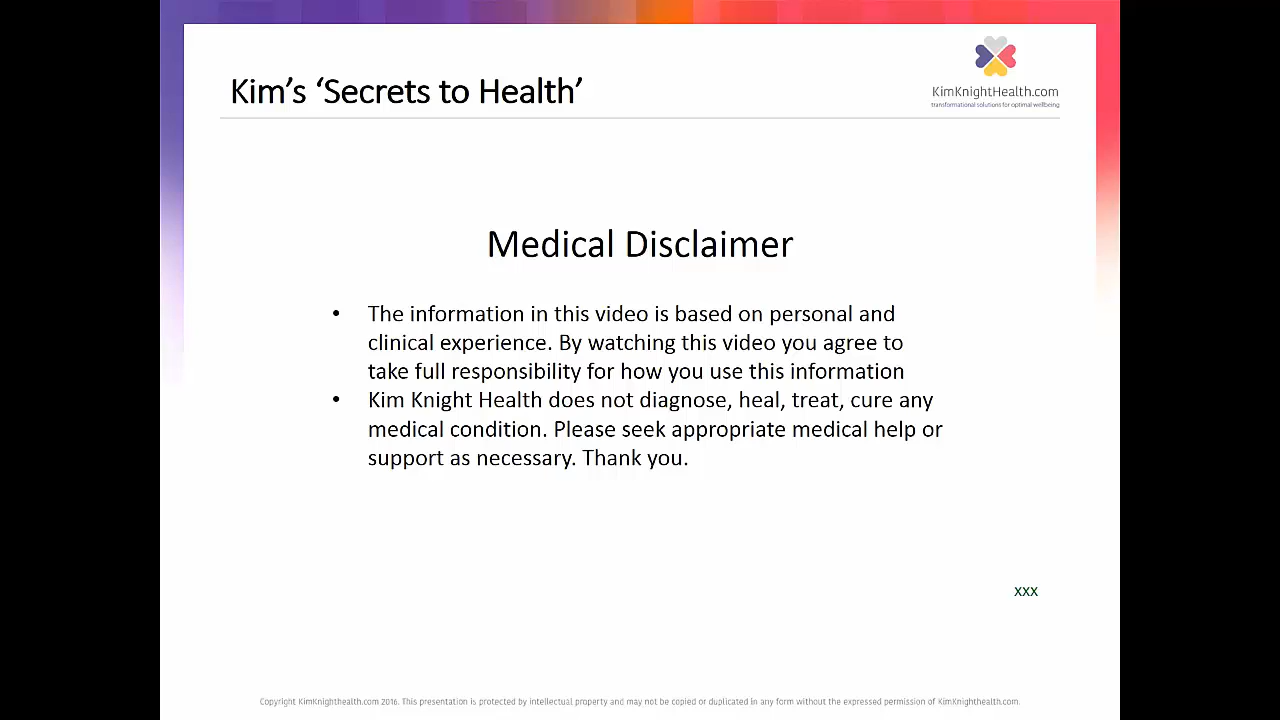 Kim's 'Secrets to Health'
KimKnightHealth.com
transformational solutions for optimal wellbeing
Medical Disclaimer
• The information in this video is based on personal and
clinical experience. By watching this video you agree to
take full responsibility for how you use this information
• Kim Knight Health does not diagnose, heal, treat, cure any
medical condition. Please seek appropriate medical help or
support as necessary. Thank you.
xxx
Copyright KimKnighthealth.com 2016. This presentation is protected by intellectual property and may not be copied or duplicated in any form without the expressed permission of KimKnighthealth.com.